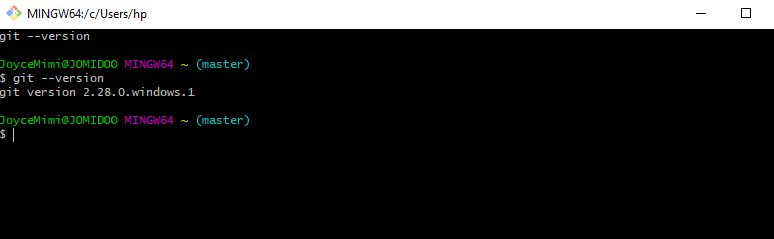 MINGW64:/c/Users/hp
git --version
JoyceMimi@JOMIDOO MINGW64 ~ (master)
$ git --version
git version 2.28.0.windows.1
JoyceMimi@JOMIDOO MINGW64 ~ (master)
$